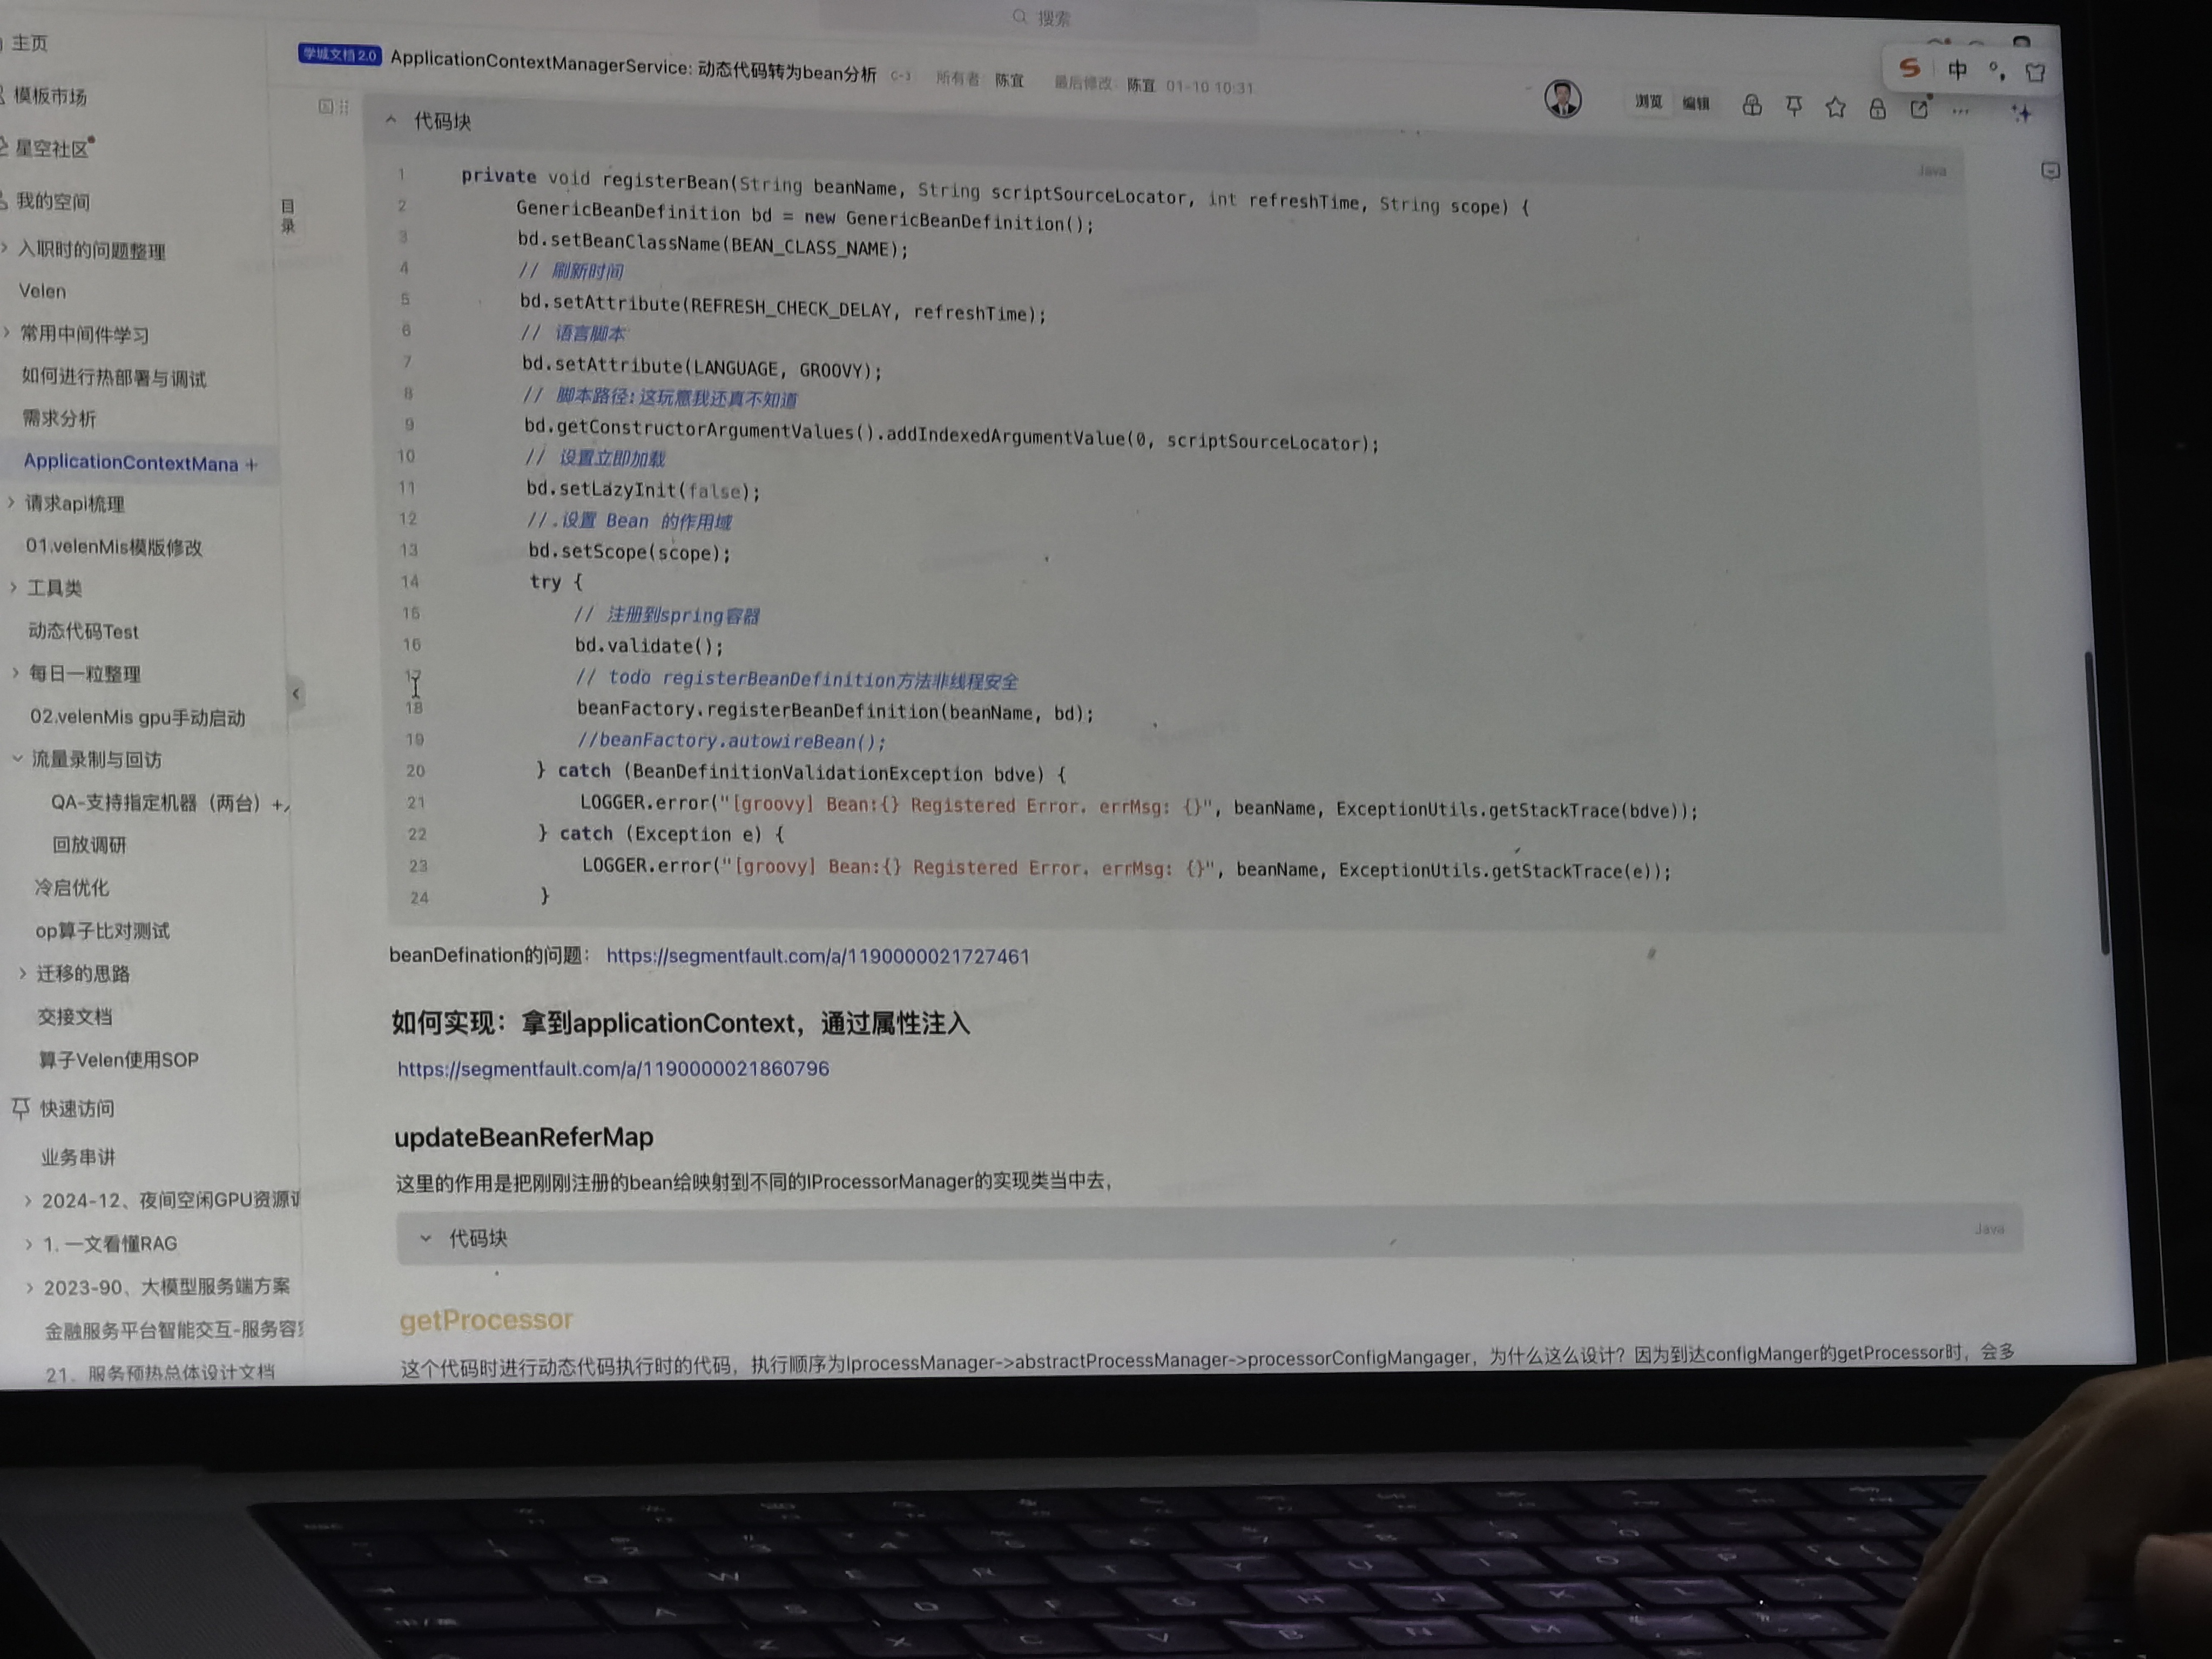 搜索
主页
模板市场
星空社区
我的空间
入职时的问题整理
Velen
常用中间件学习
如何进行热部署与调试
需求分析
ApplicationContextMana +
请求api梳理
01.velenMis模版修改
工具类
动态代码Test
每日一粒整理
02.velenMis gpu手动启动
流量录制与回访
QA-支持指定机器（两台）+
回放调研
冷启优化
op算子比对测试
迁移的思路
交接文档
算子Velen使用SOP
快速访问
业务串讲
2024-12、夜间空闲GPU资源
1. 一文看懂RAG
2023-90、大模型服务端方案
金融服务平台智能交互-服务容
21. 服务预热总体设计文档
目录
学城文档 2.0 ApplicationContextManagerService: 动态代码转为bean分析 C-3 所有者: 陈宜 最后修改: 陈宜 01-10 10:31
浏览 编辑
中
代码块
Java
1 private void registerBean(String beanName, String scriptSourceLocator, int refreshTime, String scope) {
2 GenericBeanDefinition bd = new GenericBeanDefinition();
3 bd.setBeanClassName(BEAN_CLASS_NAME);
4 // 刷新时间
5 bd.setAttribute(REFRESH_CHECK_DELAY, refreshTime);
6 // 语言脚本
7 bd.setAttribute(LANGUAGE, GROOVY);
8 // 脚本路径:这玩意我还真不知道
9 bd.getConstructorArgumentValues().addIndexedArgumentValue(0, scriptSourceLocator);
10 // 设置立即加载
11 bd.setLazyInit(false);
12 // 设置 Bean 的作用域
13 bd.setScope(scope);
14 try {
15 // 注册到spring容器
16 bd.validate();
17 // todo registerBeanDefinition方法非线程安全
18 beanFactory.registerBeanDefinition(beanName, bd);
19 //beanFactory.autowireBean();
20 } catch (BeanDefinitionValidationException bdve) {
21 LOGGER.error("[groovy] Bean:{} Registered Error. errMsg: {}", beanName, ExceptionUtils.getStackTrace(bdve));
22 } catch (Exception e) {
23 LOGGER.error("[groovy] Bean:{} Registered Error. errMsg: {}", beanName, ExceptionUtils.getStackTrace(e));
24 }
beanDefination的问题： https://segmentfault.com/a/1190000021727461
如何实现：拿到applicationContext，通过属性注入
https://segmentfault.com/a/1190000021860796
updateBeanReferMap
这里的作用是把刚刚注册的bean给映射到不同的IProcessorManager的实现类当中去，
代码块
Java
getProcessor
这个代码时进行动态代码执行时的代码，执行顺序为IprocessManager->abstractProcessManager->processorConfigMangager，为什么这么设计？因为到达configManger的getProcessor时，会多
Q W E R T Y U I O P
A S D F G H J K L
Z X C V B N M